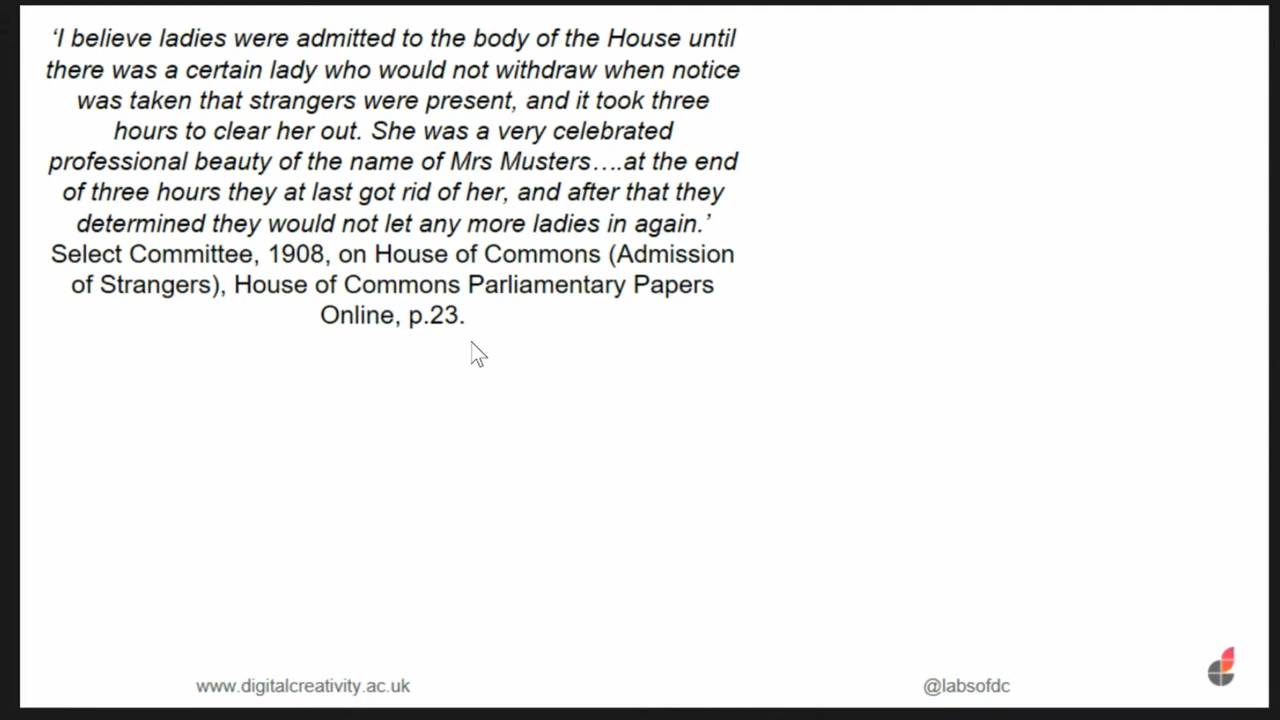 ‘I believe ladies were admitted to the body of the House until
there was a certain lady who would not withdraw when notice
was taken that strangers were present, and it took three
hours to clear her out. She was a very celebrated
professional beauty of the name of Mrs Musters….at the end
of three hours they at last got rid of her, and after that they
determined they would not let any more ladies in again.’
Select Committee, 1908, on House of Commons (Admission
of Strangers), House of Commons Parliamentary Papers
Online, p.23.
www.digitalcreativity.ac.uk
@labsofdc